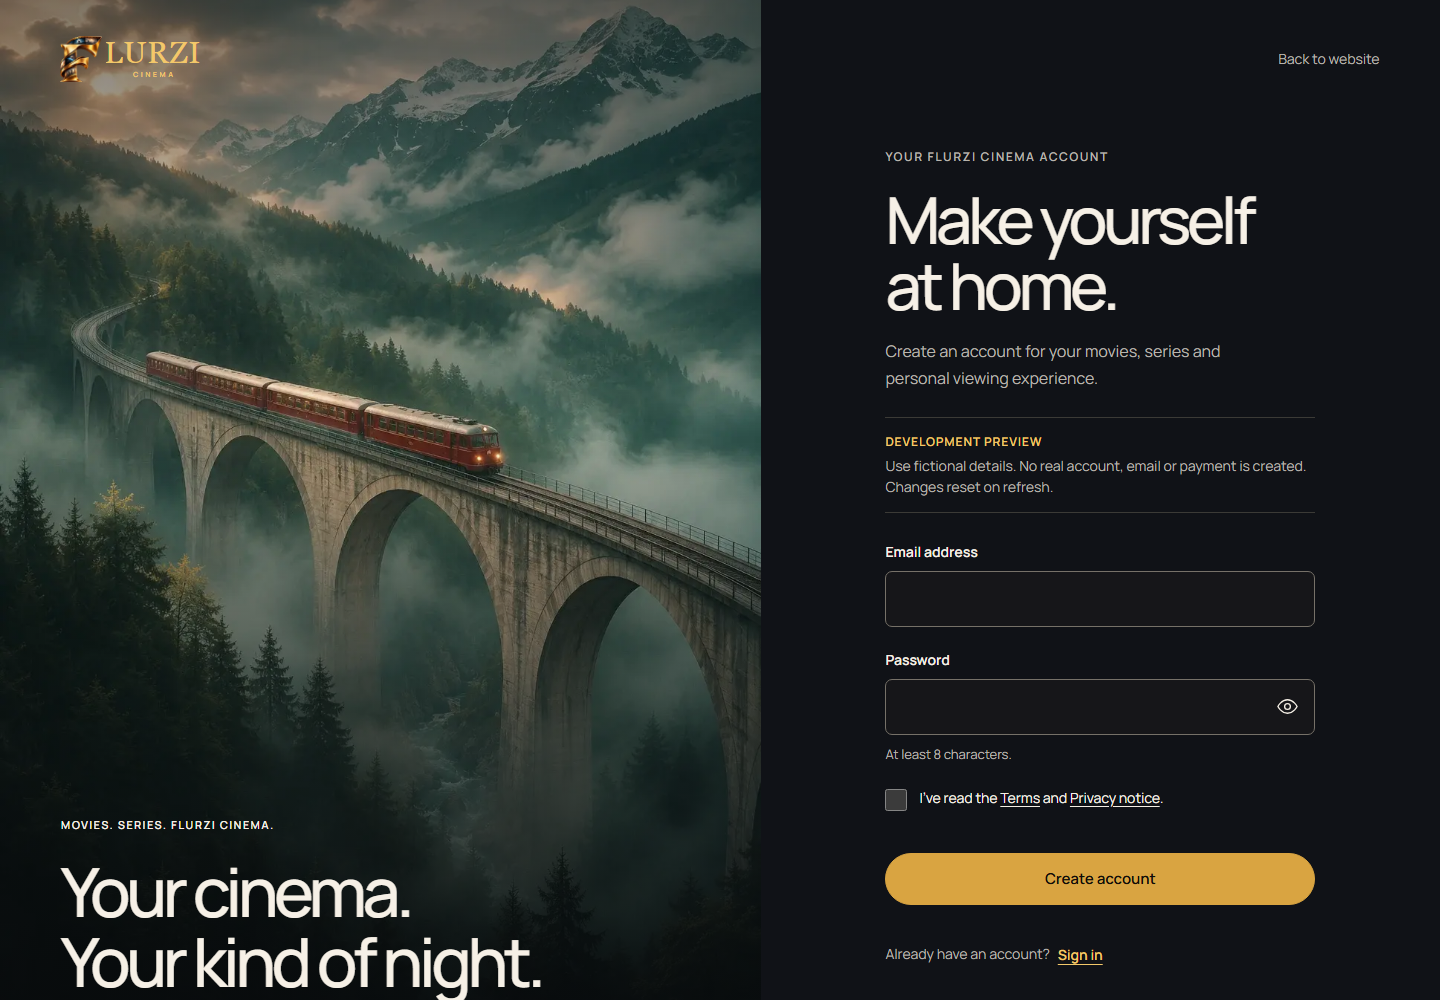 FLURZI
CINEMA
MOVIES. SERIES. FLURZI CINEMA.
Your cinema.
Your kind of night.
Back to website
YOUR FLURZI CINEMA ACCOUNT
Make yourself
at home.
Create an account for your movies, series and
personal viewing experience.
DEVELOPMENT PREVIEW
Use fictional details. No real account, email or payment is created.
Changes reset on refresh.
Email address
Password
At least 8 characters.
I've read the Terms and Privacy notice.
Create account
Already have an account? Sign in